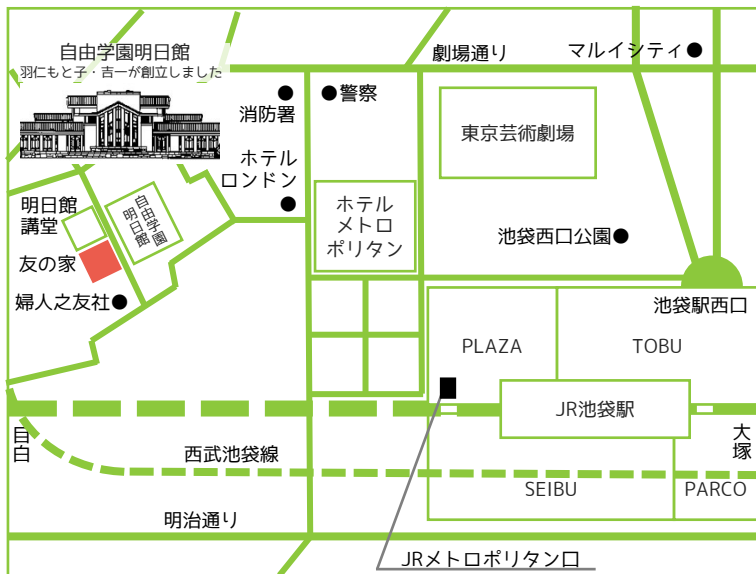 自由学園明日館
羽仁もと子・吉一が創立しました
劇場通り
マルイシティ
消防署
警察
東京芸術劇場
ホテル
ロンドン
ホテル
メトロ
ポリタン
明日館
講堂
自由学園
明日館
友の家
婦人之友社
池袋西口公園
池袋駅西口
PLAZA
TOBU
JR池袋駅
目白
大塚
西武池袋線
SEIBU
PARCO
明治通り
JRメトロポリタン口